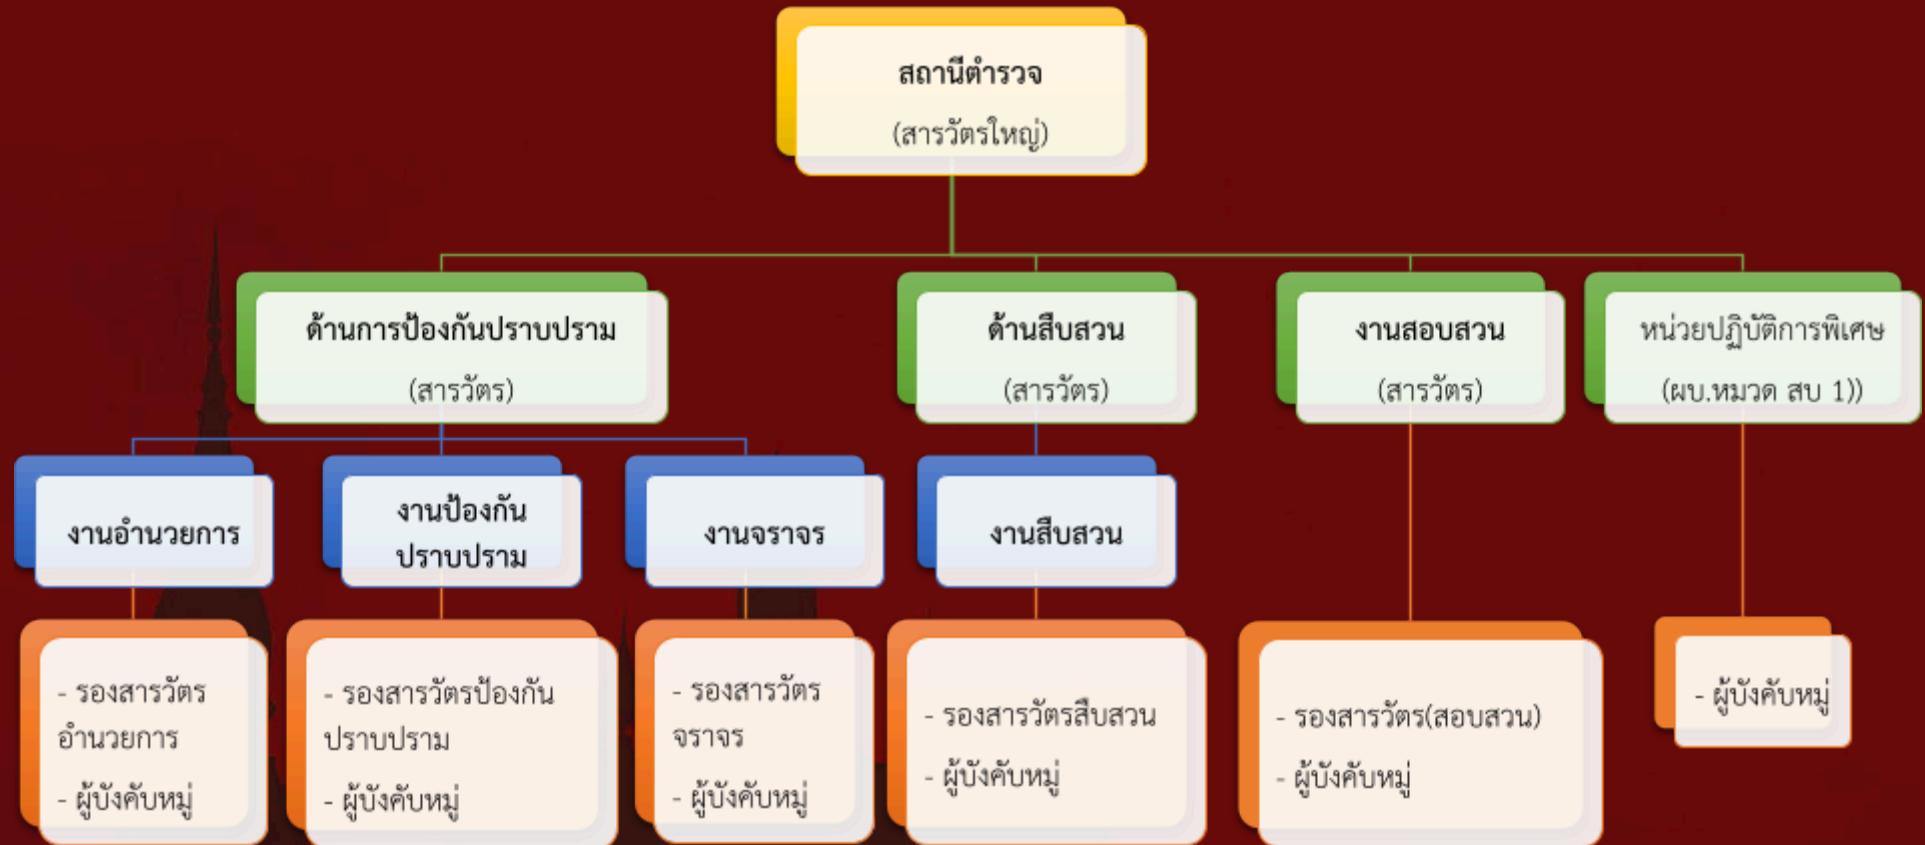 สถานีตำรวจ
(สารวัตรใหญ่)
ด้านการป้องกันปราบปราม
(สารวัตร)
ด้านสืบสวน
(สารวัตร)
งานสอบสวน
(สารวัตร)
หน่วยปฏิบัติการพิเศษ
(ผบ.หมวด สบ 1))
งานอำนวยการ
งานป้องกัน
ปราบปราม
งานจราจร
งานสืบสวน
- รองสารวัตร
อำนวยการ
- ผู้บังคับหมู่
- รองสารวัตรป้องกัน
ปราบปราม
- ผู้บังคับหมู่
- รองสารวัตร
จราจร
- ผู้บังคับหมู่
- รองสารวัตรสืบสวน
- ผู้บังคับหมู่
- รองสารวัตร(สอบสวน)
- ผู้บังคับหมู่
- ผู้บังคับหมู่